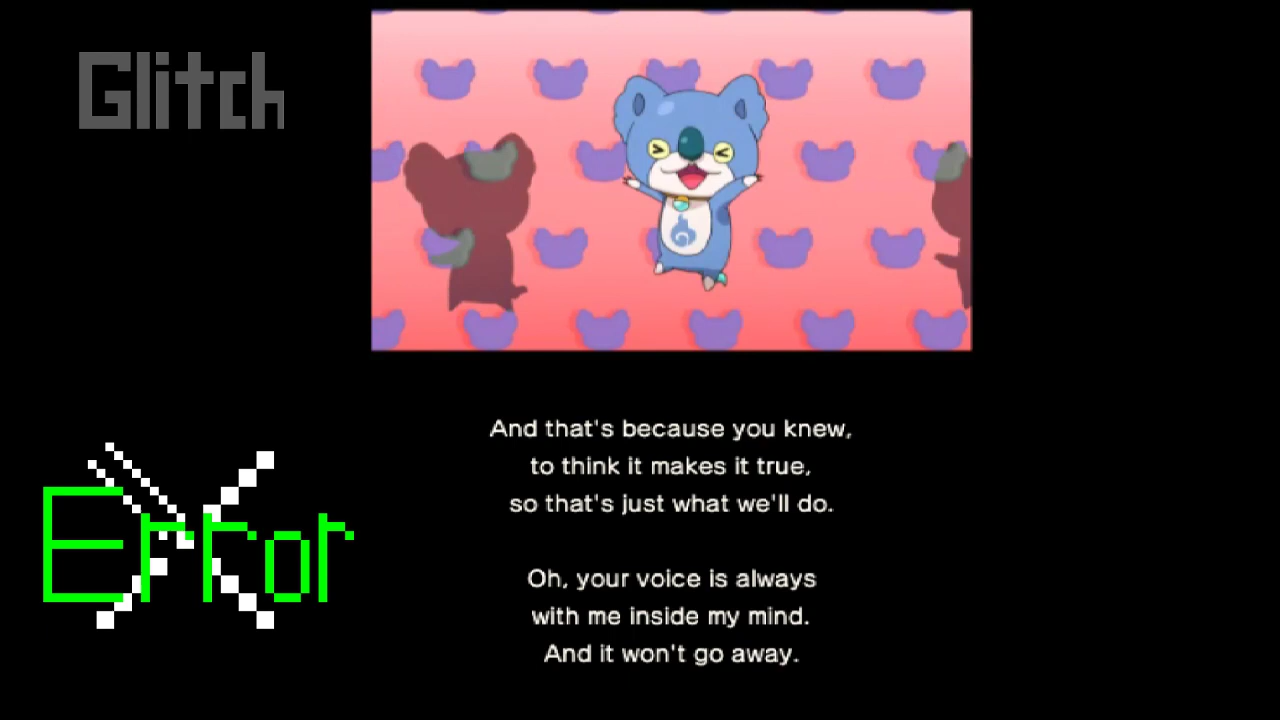 Glitch
Error
And that's because you knew,
to think it makes it true,
so that's just what we'll do.
Oh, your voice is always
with me inside my mind.
And it won't go away.